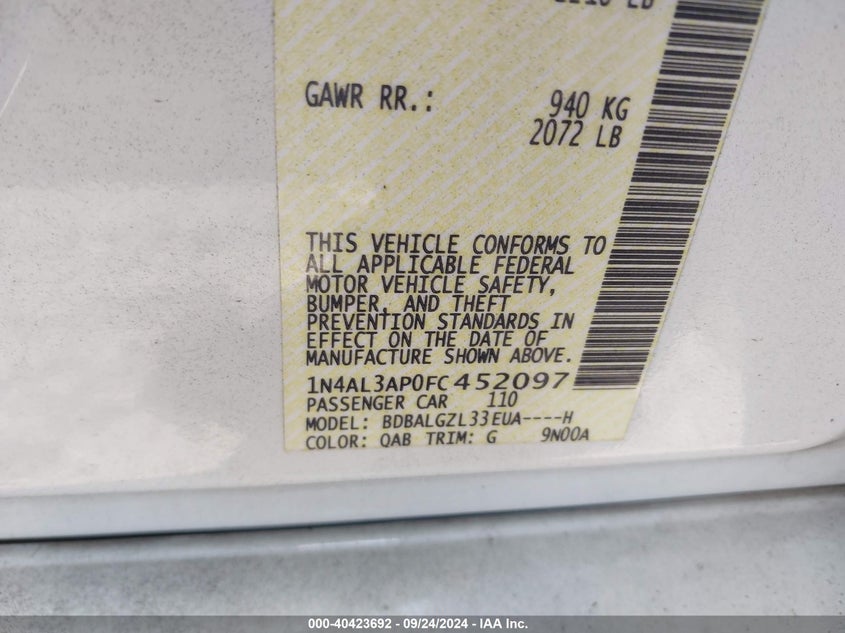 GAWR RR.: 940 KG
2072 LB
THIS VEHICLE CONFORMS TO
ALL APPLICABLE FEDERAL
MOTOR VEHICLE SAFETY,
BUMPER, AND THEFT
PREVENTION STANDARDS IN
EFFECT ON THE DATE OF
MANUFACTURE SHOWN ABOVE.
1N4AL3AP0FC452097
PASSENGER CAR 110
MODEL: BDBALGZL33EUA----H
COLOR: QAB TRIM: G 9N00A
000-40423692 - 09/24/2024 - IAA Inc.